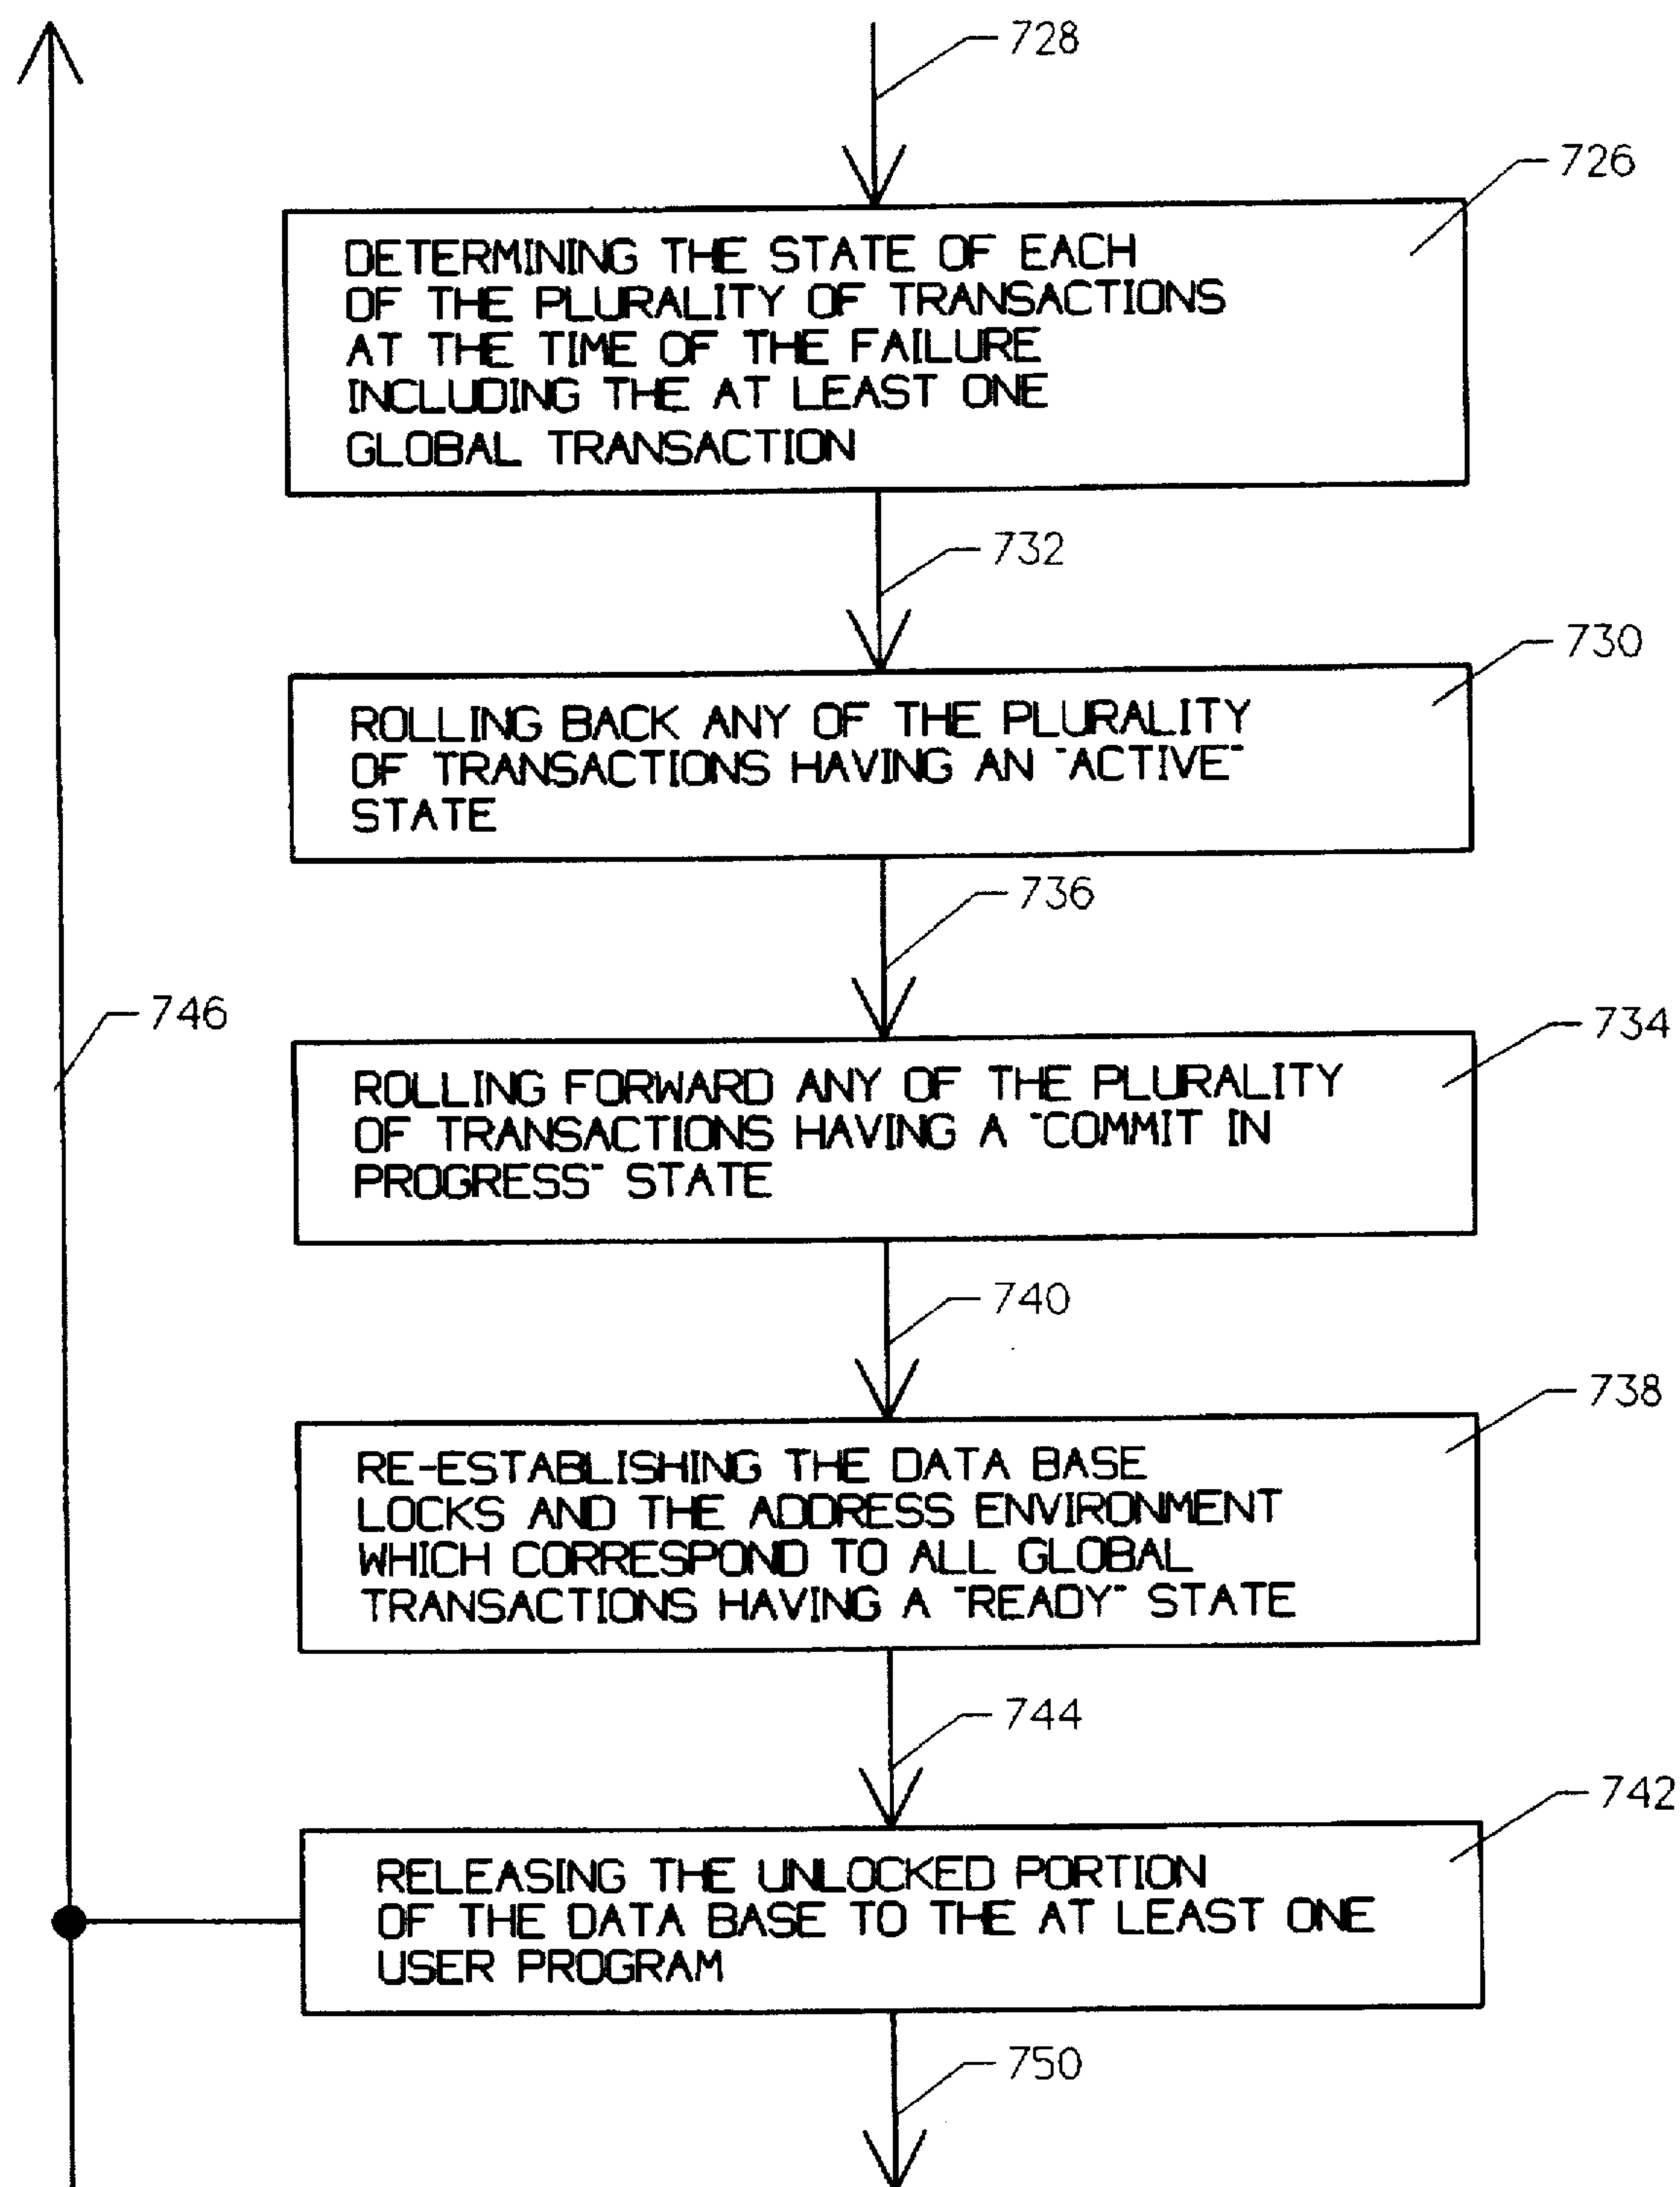 728
726
DETERMINING THE STATE OF EACH
OF THE PLURALITY OF TRANSACTIONS
AT THE TIME OF THE FAILURE
INCLUDING THE AT LEAST ONE
GLOBAL TRANSACTION
732
730
ROLLING BACK ANY OF THE PLURALITY
OF TRANSACTIONS HAVING AN "ACTIVE"
STATE
736
746
734
ROLLING FORWARD ANY OF THE PLURALITY
OF TRANSACTIONS HAVING A "COMMIT IN
PROGRESS" STATE
740
738
RE-ESTABLISHING THE DATA BASE
LOCKS AND THE ADDRESS ENVIRONMENT
WHICH CORRESPOND TO ALL GLOBAL
TRANSACTIONS HAVING A "READY" STATE
744
742
RELEASING THE UNLOCKED PORTION
OF THE DATA BASE TO THE AT LEAST ONE
USER PROGRAM
750